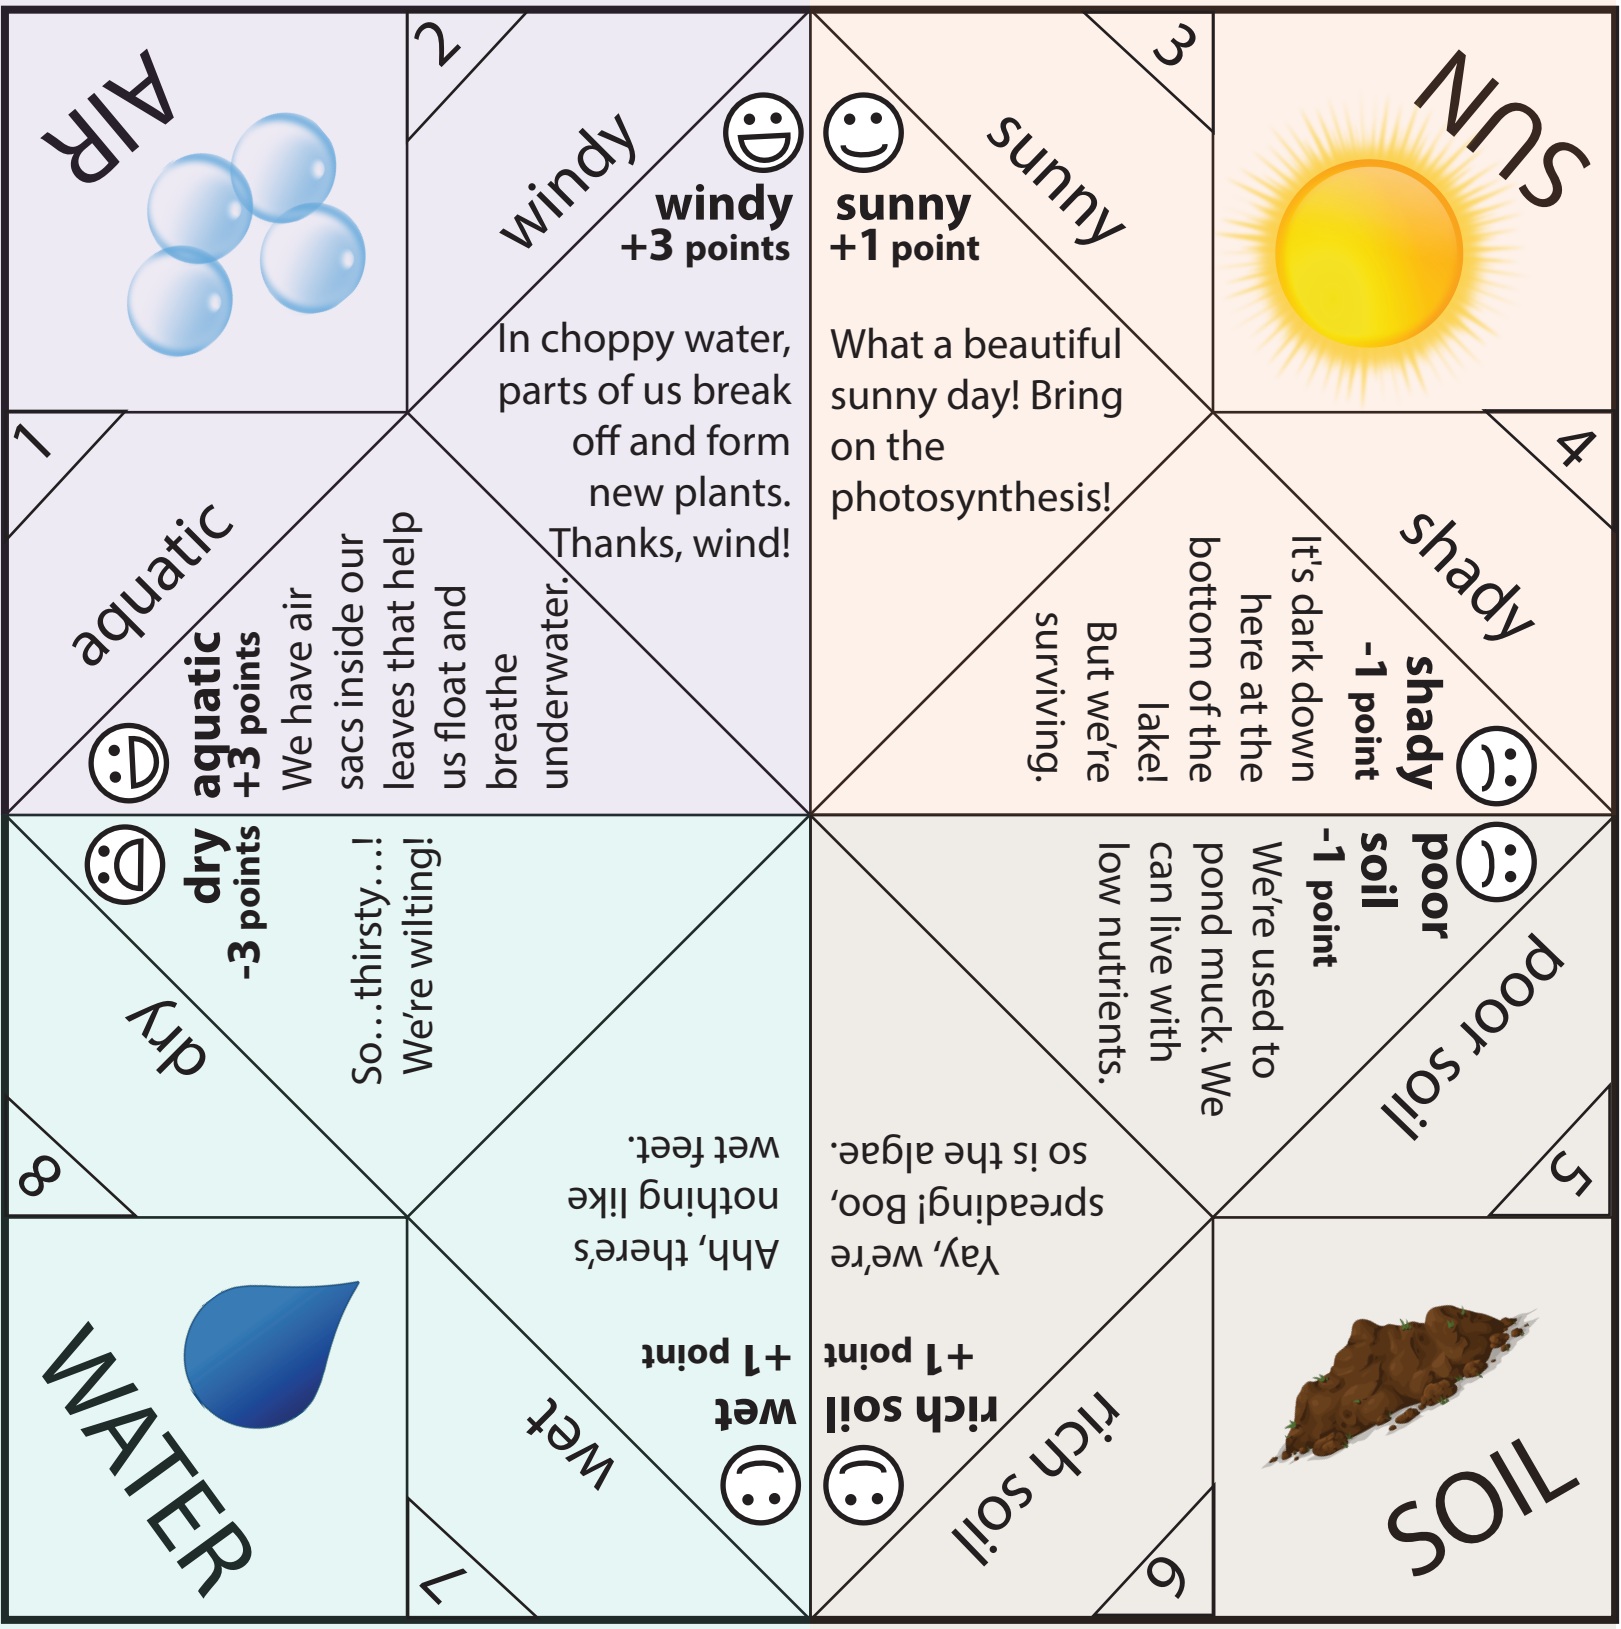 AIR
2
windy
windy
+3 points
In choppy water,
parts of us break
off and form
new plants.
Thanks, wind!
3
sunny
sunny
+1 point
What a beautiful
sunny day! Bring
on the
photosynthesis!
SUN
1
aquatic
aquatic
+3 points
We have air
sacs inside our
leaves that help
us float and
breathe
underwater.
4
shady
shady
-1 point
It's dark down
here at the
bottom of the
lake!
But we're
surviving.
dry
-3 points
So…thirsty…!
We're wilting!
dry
8
poor
soil
-1 point
We're used to
pond muck. We
can live with
low nutrients.
poor soil
5
WATER
wet
+1 point
Ahh, there's
nothing like
wet feet.
wet
7
rich soil
+1 point
Yay, we're
spreading! Boo,
so is the algae.
rich soil
6
SOIL